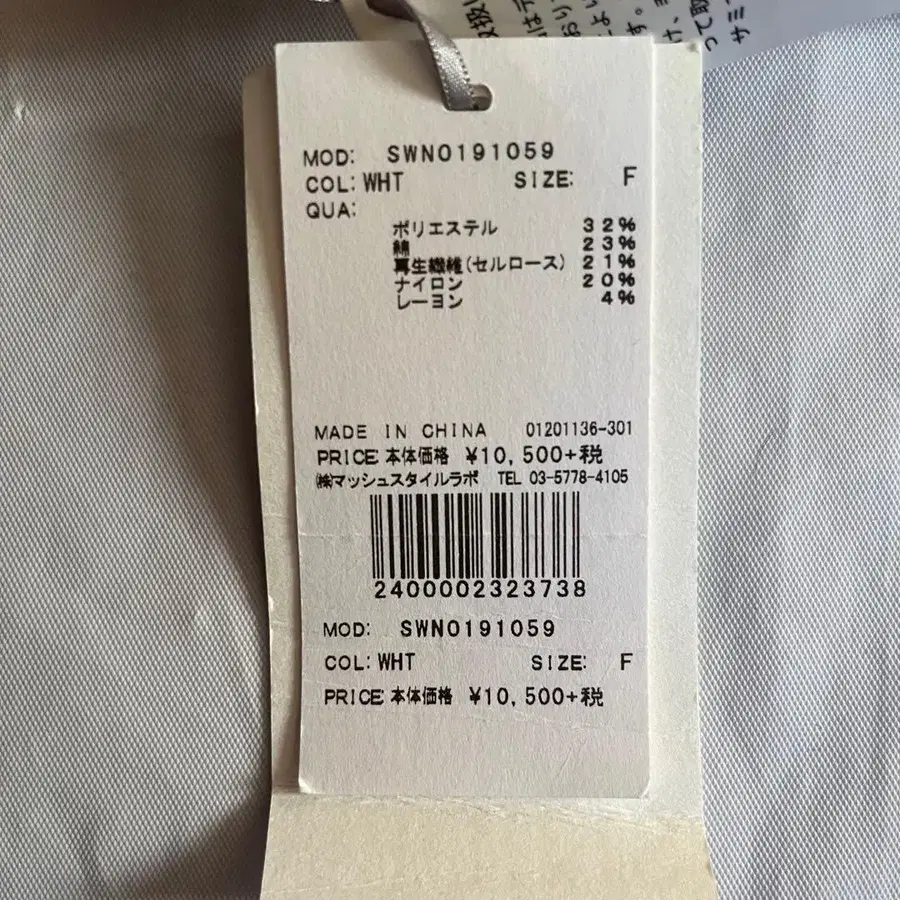 MOD: SWN0191059
COL: WHT SIZE: F
QUA:
ポリエステル 32%
綿 23%
再生繊維(セルロース) 21%
ナイロン 20%
レーヨン 4%
MADE IN CHINA 01201136-301
PRICE 本体価格 ¥10,500+税
㈱マッシュスタイルラボ TEL 03-5778-4105
2400002323738
MOD: SWN0191059
COL: WHT SIZE: F
PRICE 本体価格 ¥10,500+税